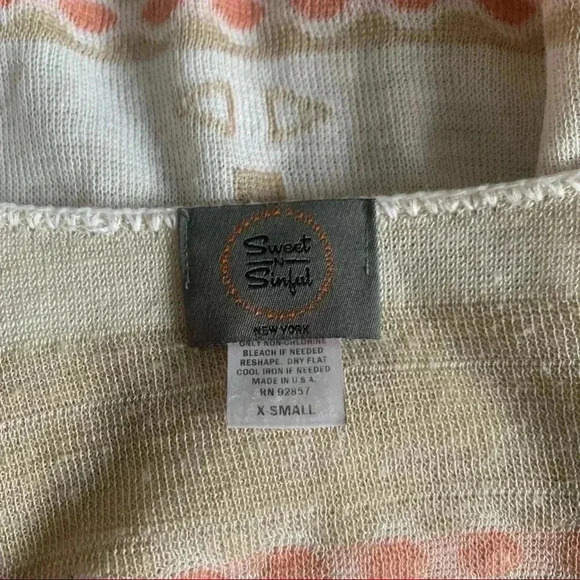 Sweet
N
Sinful
NEW YORK
ONLY NON-CHLORINE
BLEACH IF NEEDED
RESHAPE. DRY FLAT
COOL IRON IF NEEDED
MADE IN U.S.A.
RN 92857
X-SMALL